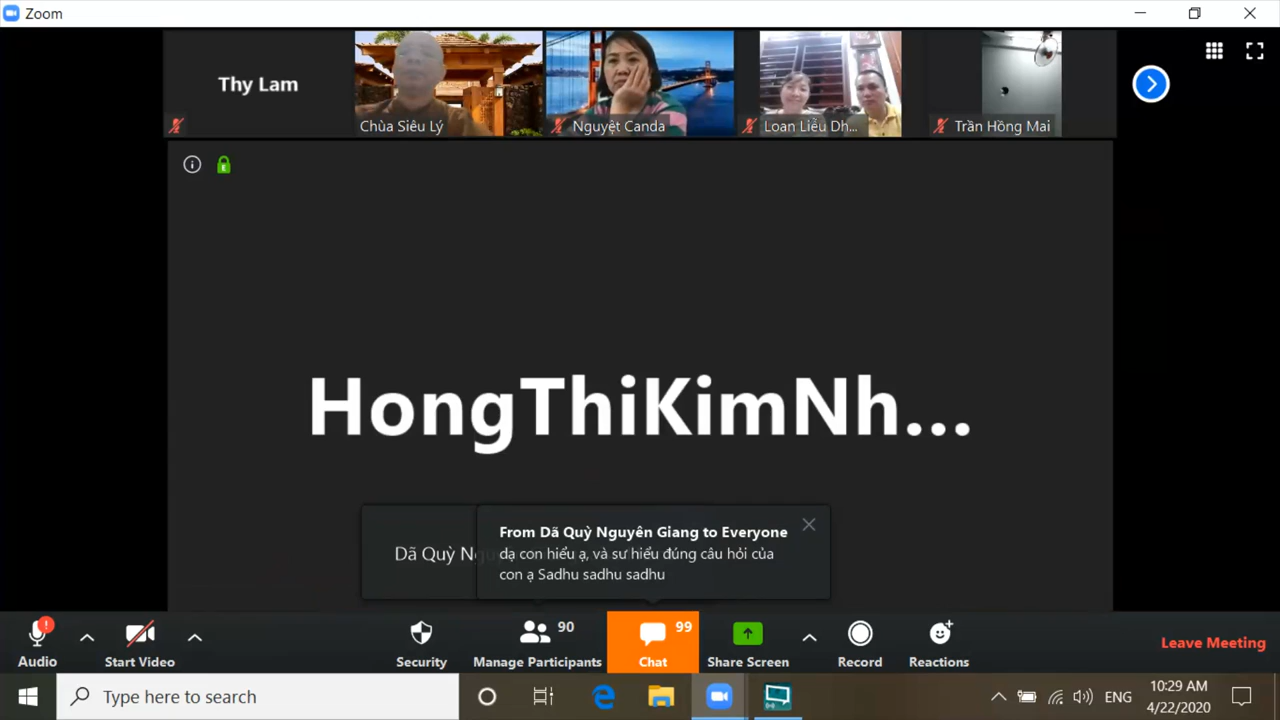 Zoom
Thy Lam
Chùa Siêu Lý
Nguyệt Canda
Loan Liễu Dh...
Trần Hồng Mai
HongThiKimNh...
Dã Quỳ Ng
From Dã Quỳ Nguyên Giang to Everyone
dạ con hiểu ạ, và sư hiểu đúng câu hỏi của
con ạ Sadhu sadhu sadhu
Audio
Start Video
Security
90
Manage Participants
99
Chat
Share Screen
Record
Reactions
Leave Meeting
Type here to search
ENG
10:29 AM
4/22/2020